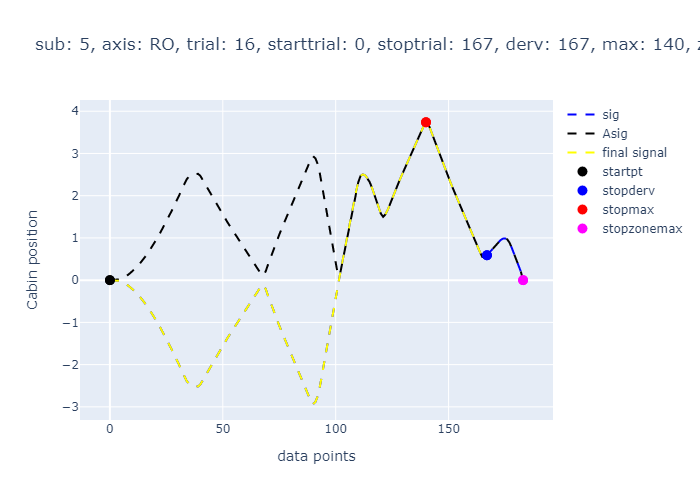 sub: 5, axis: RO, trial: 16, starttrial: 0, stoptrial: 167, derv: 167, max: 140,
4
3
2
1
0
−1
−2
−3
Cabin position
0
50
100
150
data points
sig
Asig
final signal
startpt
stopderv
stopmax
stopzonemax